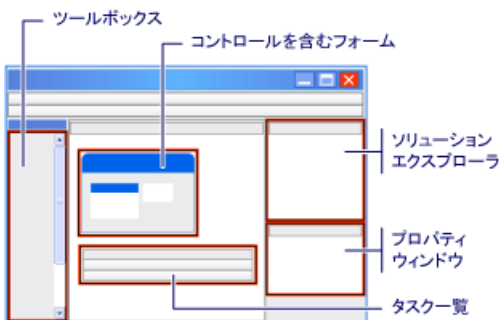 ツールボックス
コントロールを含むフォーム
ソリューション
エクスプローラ
プロパティ
ウィンドウ
タスク一覧